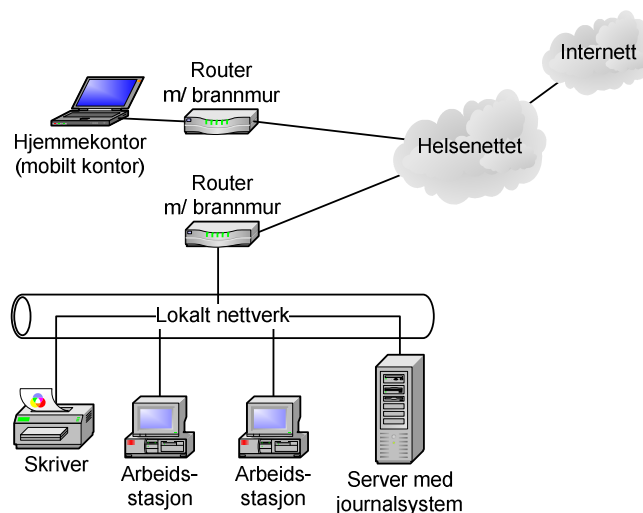 Internett
Router
m/ brannmur
Hjemmekontor
(mobilt kontor)
Helsenettet
Router
m/ brannmur
Lokalt nettverk
Skriver
Arbeids-
stasjon
Arbeids-
stasjon
Server med
journalsystem